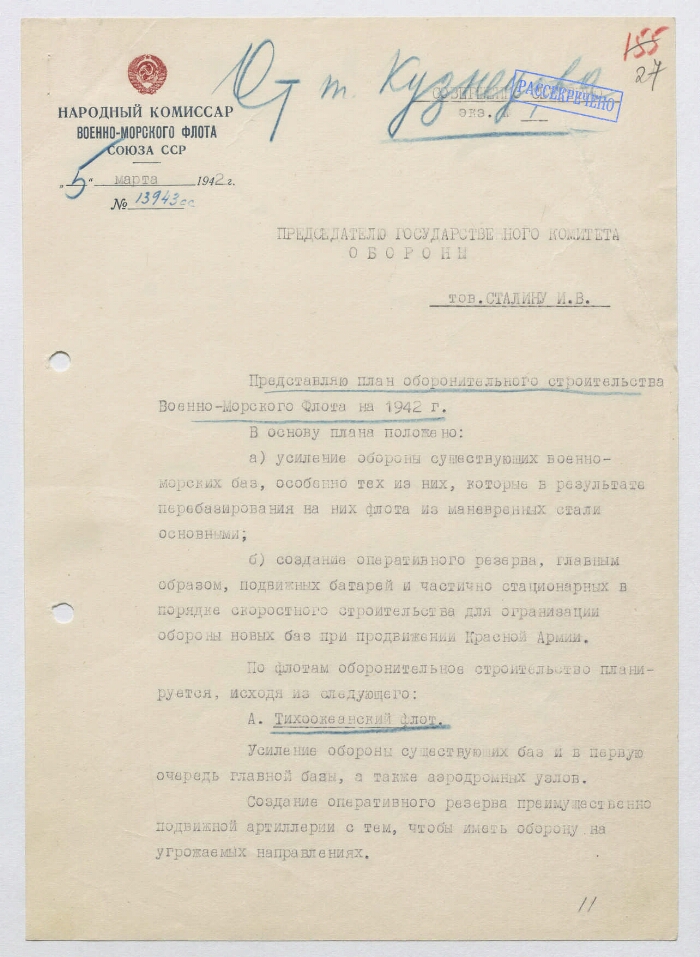 От т. Кузнецова
155
27
РАССЕКРЕЧЕНО
экз. №
НАРОДНЫЙ КОМИССАР
ВОЕННО-МОРСКОГО ФЛОТА
СОЮЗА ССР
„5“ марта 1942 г.
№ 13943сс
ПРЕДСЕДАТЕЛЮ ГОСУДАРСТВЕННОГО КОМИТЕТА
ОБОРОНЫ
тов.СТАЛИНУ И.В.
Представляю план оборонительного строительства
Военно-Морского Флота на 1942 г.
В основу плана положено:
а) усиление обороны существующих военно-
морских баз, особенно тех из них, которые в результате
перебазирования на них флота из маневренных стали
основными;
б) создание оперативного резерва, главным
образом, подвижных батарей и частично стационарных в
порядке скоростного строительства для огранизации
обороны новых баз при продвижении Красной Армии.
По флотам оборонительное строительство плани-
руется, исходя из следующего:
А. Тихоокеанский флот.
Усиление обороны существующих баз и в первую
очередь главной базы, а также аэродромных узлов.
Создание оперативного резерва преимущественно
подвижной артиллерии с тем, чтобы иметь оборону на
угрожаемых направлениях.
11